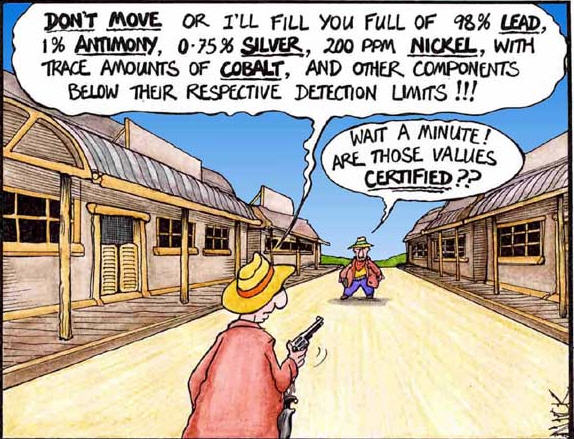 DON'T MOVE OR I'LL FILL YOU FULL OF 98% LEAD,
1% ANTIMONY, 0·75% SILVER, 200 PPM NICKEL, WITH
TRACE AMOUNTS OF COBALT, AND OTHER COMPONENTS
BELOW THEIR RESPECTIVE DETECTION LIMITS!!!
WAIT A MINUTE!
ARE THOSE VALUES
CERTIFIED??
NICK